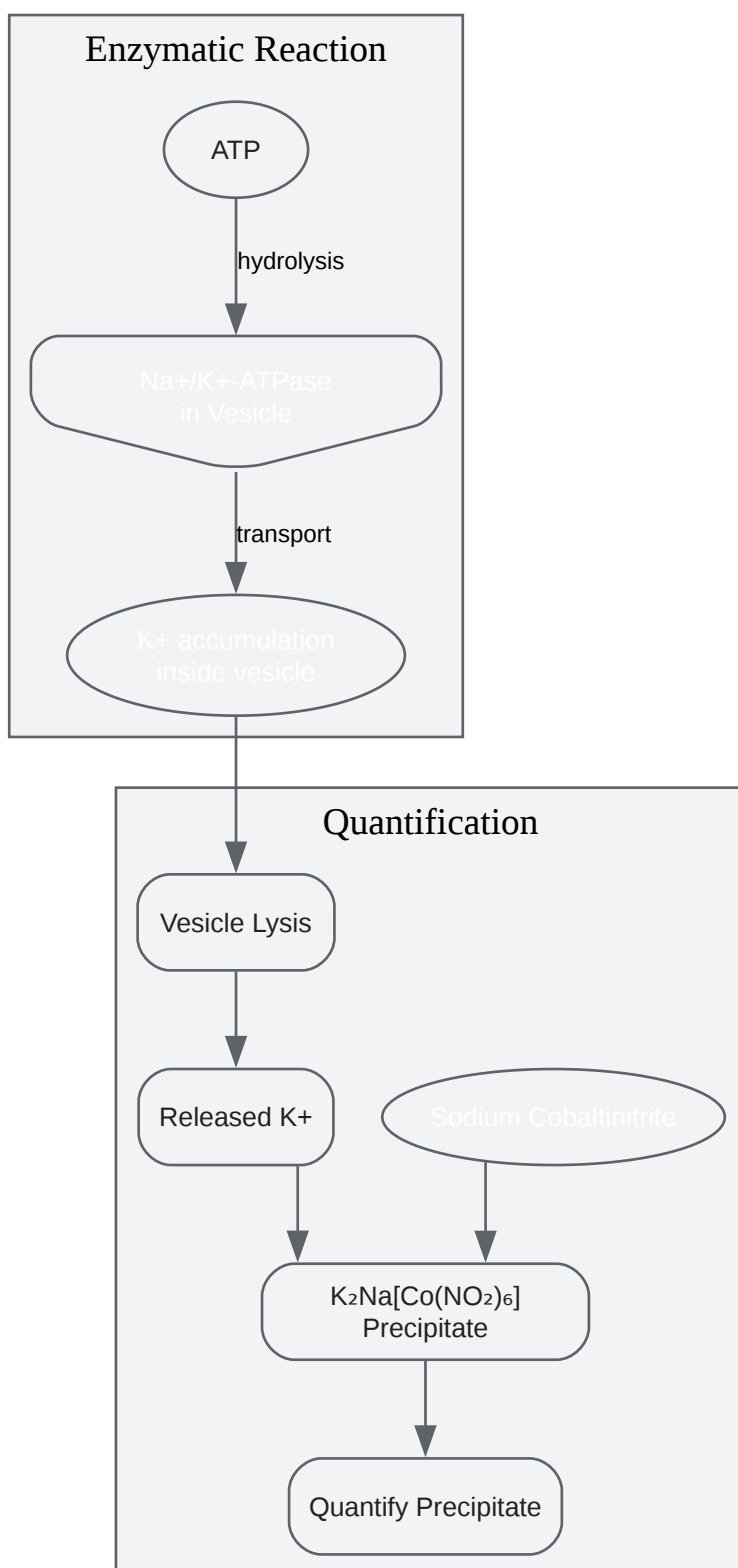 Enzymatic Reaction
ATP
hydrolysis
Na+/K+-ATPase
in Vesicle
transport
K+ accumulation
inside vesicle
Quantification
Vesicle Lysis
Released K+
Sodium Cobaltinitrite
K₂Na[Co(NO₂)₆]
Precipitate
Quantify Precipitate